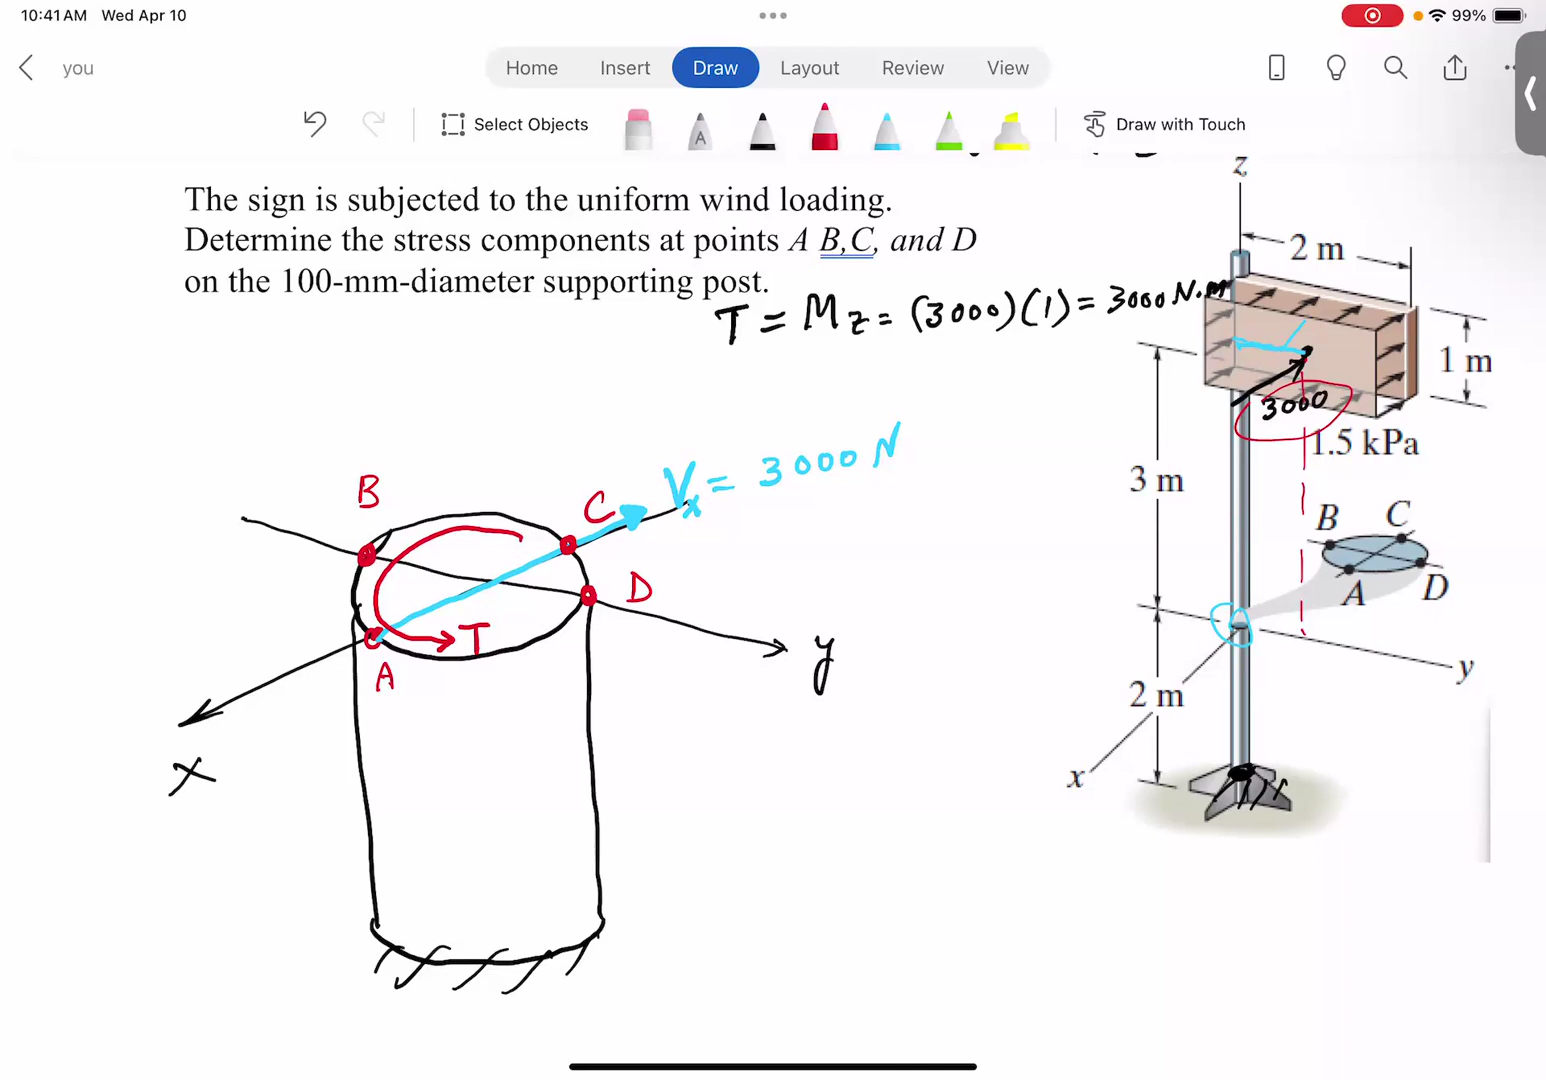 10:41 AM Wed Apr 10
99%
you
Home Insert Draw Layout Review View
Select Objects
A
Draw with Touch
The sign is subjected to the uniform wind loading.
Determine the stress components at points A B,C, and D
on the 100-mm-diameter supporting post.
T = Mz = (3000)(1) = 3000 N.m
z
2 m
1 m
3000
1.5 kPa
3 m
B
C
A
D
y
2 m
x
B
C
Vx = 3000 N
D
T
A
y
x